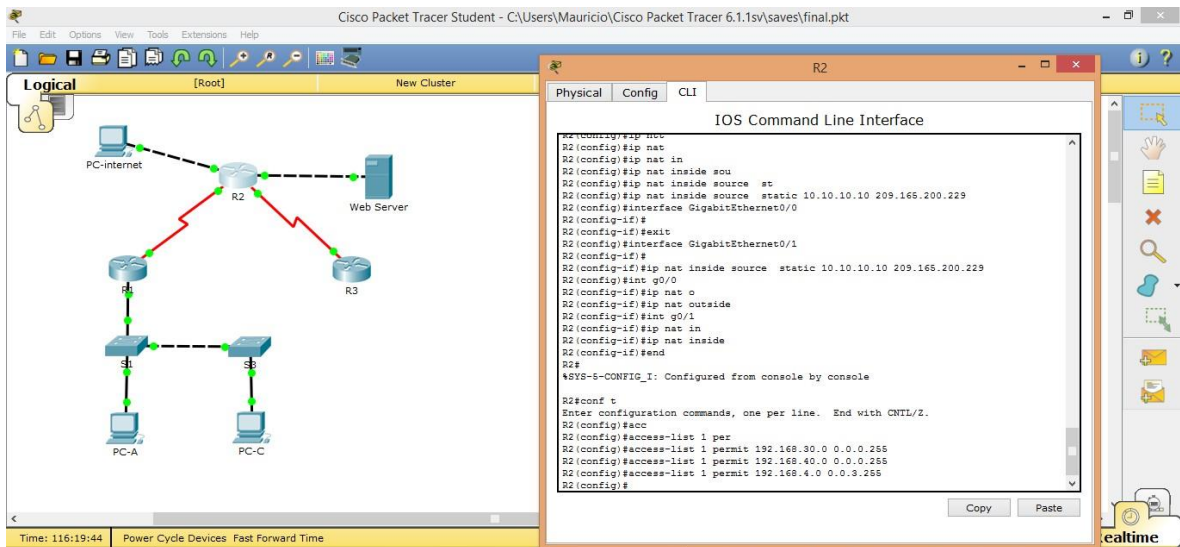 Cisco Packet Tracer Student - C:\Users\Mauricio\Cisco Packet Tracer 6.1.1sv\saves\final.pkt
File Edit Options View Tools Extensions Help
Logical [Root] New Cluster
PC-internet
R2
Web Server
R1
R3
S1
S3
PC-A
PC-C
Time: 116:19:44 Power Cycle Devices Fast Forward Time
R2
Physical Config CLI
IOS Command Line Interface
R2(config)#ip nat
R2(config)#ip nat in
R2(config)#ip nat inside sou
R2(config)#ip nat inside source st
R2(config)#ip nat inside source static 10.10.10.10 209.165.200.229
R2(config)#interface GigabitEthernet0/0
R2(config-if)#
R2(config-if)#exit
R2(config)#interface GigabitEthernet0/1
R2(config-if)#
R2(config-if)#ip nat inside source static 10.10.10.10 209.165.200.229
R2(config)#int g0/0
R2(config-if)#ip nat o
R2(config-if)#ip nat outside
R2(config-if)#int g0/1
R2(config-if)#ip nat in
R2(config-if)#ip nat inside
R2(config-if)#end
R2#
%SYS-5-CONFIG_I: Configured from console by console
R2#conf t
Enter configuration commands, one per line. End with CNTL/Z.
R2(config)#acc
R2(config)#access-list 1 per
R2(config)#access-list 1 permit 192.168.30.0 0.0.0.255
R2(config)#access-list 1 permit 192.168.40.0 0.0.0.255
R2(config)#access-list 1 permit 192.168.4.0 0.0.3.255
R2(config)#
Copy Paste
ealtime